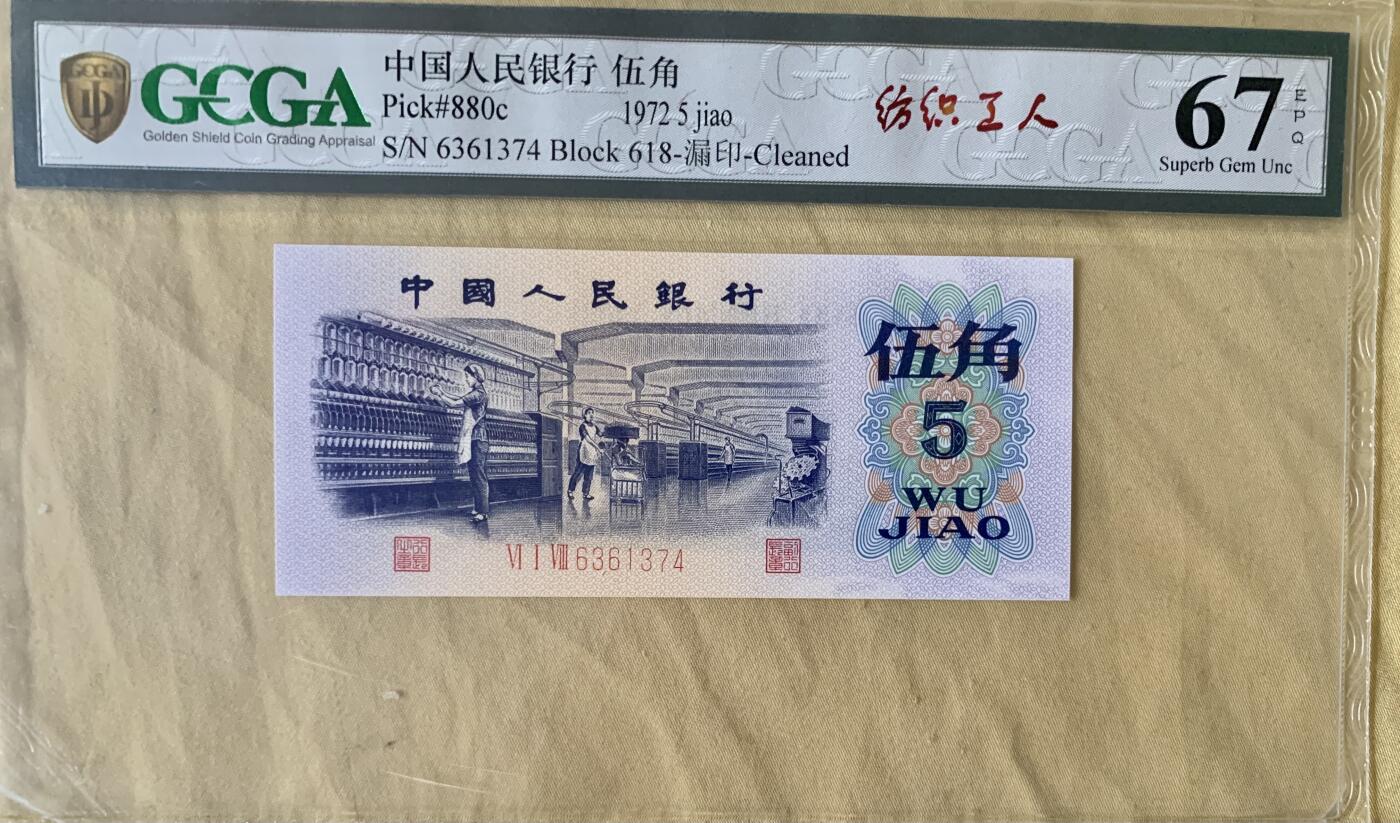 GCGA
GCGA
Golden Shield Coin Grading Appraisal
中国人民银行 伍角
Pick#880c 1972 5 jiao
S/N 6361374 Block 618-漏印-Cleaned
纺织工人
67
EPQ
Superb Gem Unc
中國人民銀行
伍角
5
WU
JIAO
VI I VIII 6361374